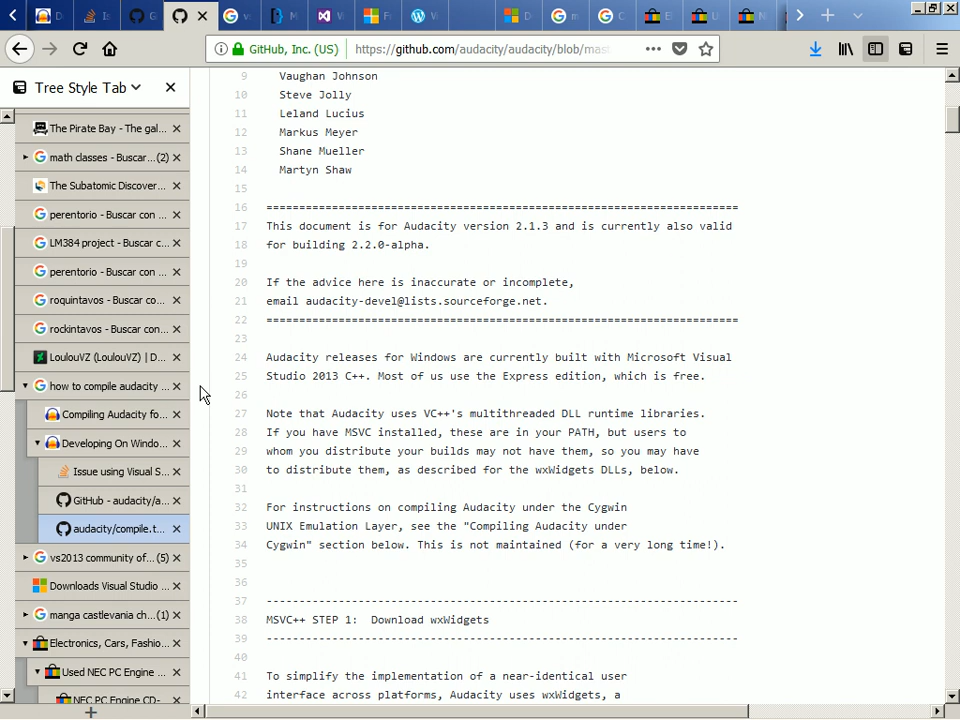 GitHub, Inc. (US)
https://github.com/audacity/audacity/blob/mas
Tree Style Tab
The Pirate Bay - The gal...
math classes - Buscar... (2)
The Subatomic Discover...
perentorio - Buscar con ...
LM384 project - Buscar c...
perentorio - Buscar con ...
roquintavos - Buscar co...
rockintavos - Buscar con...
LoulouVZ (LoulouVZ) | D...
how to compile audacity ...
Compiling Audacity fo...
Developing On Windo...
Issue using Visual S...
GitHub - audacity/a...
audacity/compile.t...
vs2013 community of... (5)
Downloads Visual Studio ...
manga castlevania ch... (1)
Electronics, Cars, Fashio...
Used NEC PC Engine ...
NEC PC Engine CD-
9 Vaughan Johnson
10 Steve Jolly
11 Leland Lucius
12 Markus Meyer
13 Shane Mueller
14 Martyn Shaw
15
16 =======================================================================
17 This document is for Audacity version 2.1.3 and is currently also valid
18 for building 2.2.0-alpha.
19
20 If the advice here is inaccurate or incomplete,
21 email audacity-devel@lists.sourceforge.net.
22 =======================================================================
23
24 Audacity releases for Windows are currently built with Microsoft Visual
25 Studio 2013 C++. Most of us use the Express edition, which is free.
26
27 Note that Audacity uses VC++'s multithreaded DLL runtime libraries.
28 If you have MSVC installed, these are in your PATH, but users to
29 whom you distribute your builds may not have them, so you may have
30 to distribute them, as described for the wxWidgets DLLs, below.
31
32 For instructions on compiling Audacity under the Cygwin
33 UNIX Emulation Layer, see the "Compiling Audacity under
34 Cygwin" section below. This is not maintained (for a very long time!).
35
36
37 -----------------------------------------------------------------------
38 MSVC++ STEP 1:  Download wxWidgets
39 -----------------------------------------------------------------------
40
41 To simplify the implementation of a near-identical user
42 interface across platforms, Audacity uses wxWidgets, a